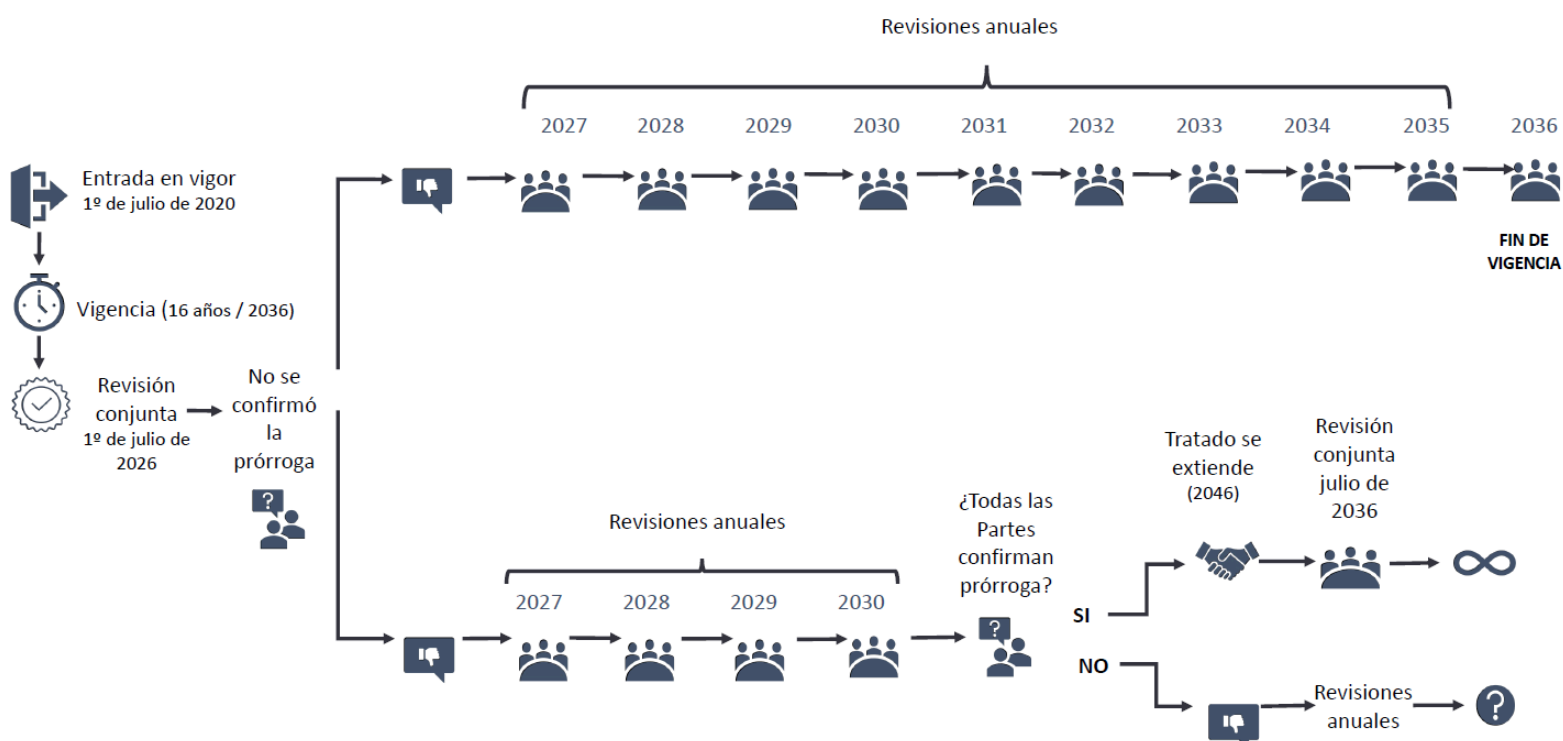 Revisiones anuales
2027 2028 2029 2030 2031 2032 2033 2034 2035 2036
Entrada en vigor
1º de julio de 2020
FIN DE
VIGENCIA
Vigencia (16 años / 2036)
Revisión
conjunta
1º de julio de
2026
No se
confirmó
la
prórroga
?
Revisiones anuales
2027 2028 2029 2030
¿Todas las
Partes
confirman
prórroga?
?
SI
NO
Tratado se
extiende
(2046)
Revisión
conjunta
julio de
2036
Revisiones
anuales
?